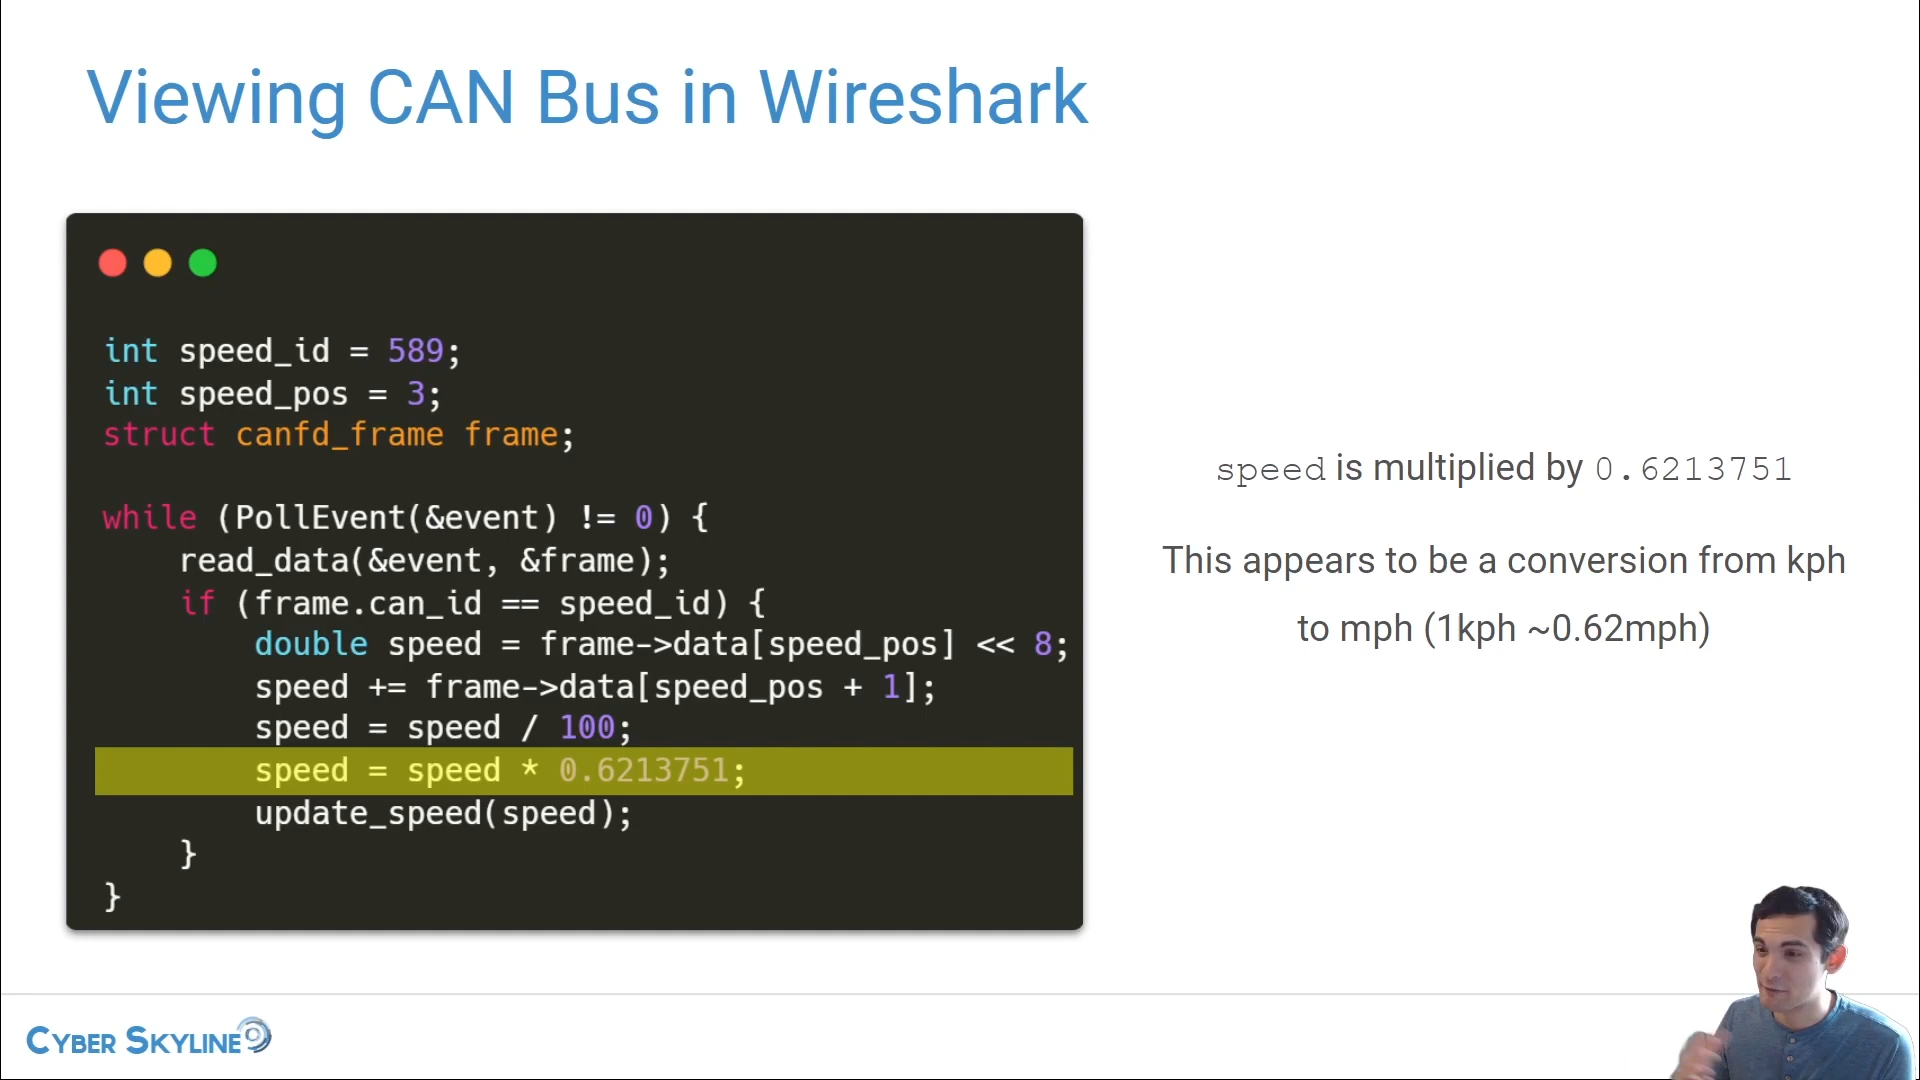 Viewing CAN Bus in Wireshark
int speed_id = 589;
int speed_pos = 3;
struct canfd_frame frame;
while (PollEvent(&event) != 0) {
read_data(&event, &frame);
if (frame.can_id == speed_id) {
double speed = frame->data[speed_pos] << 8;
speed += frame->data[speed_pos + 1];
speed = speed / 100;
speed = speed * 0.6213751;
update_speed(speed);
}
}
speed is multiplied by 0.6213751
This appears to be a conversion from kph
to mph (1kph ~0.62mph)
CYBER SKYLINE